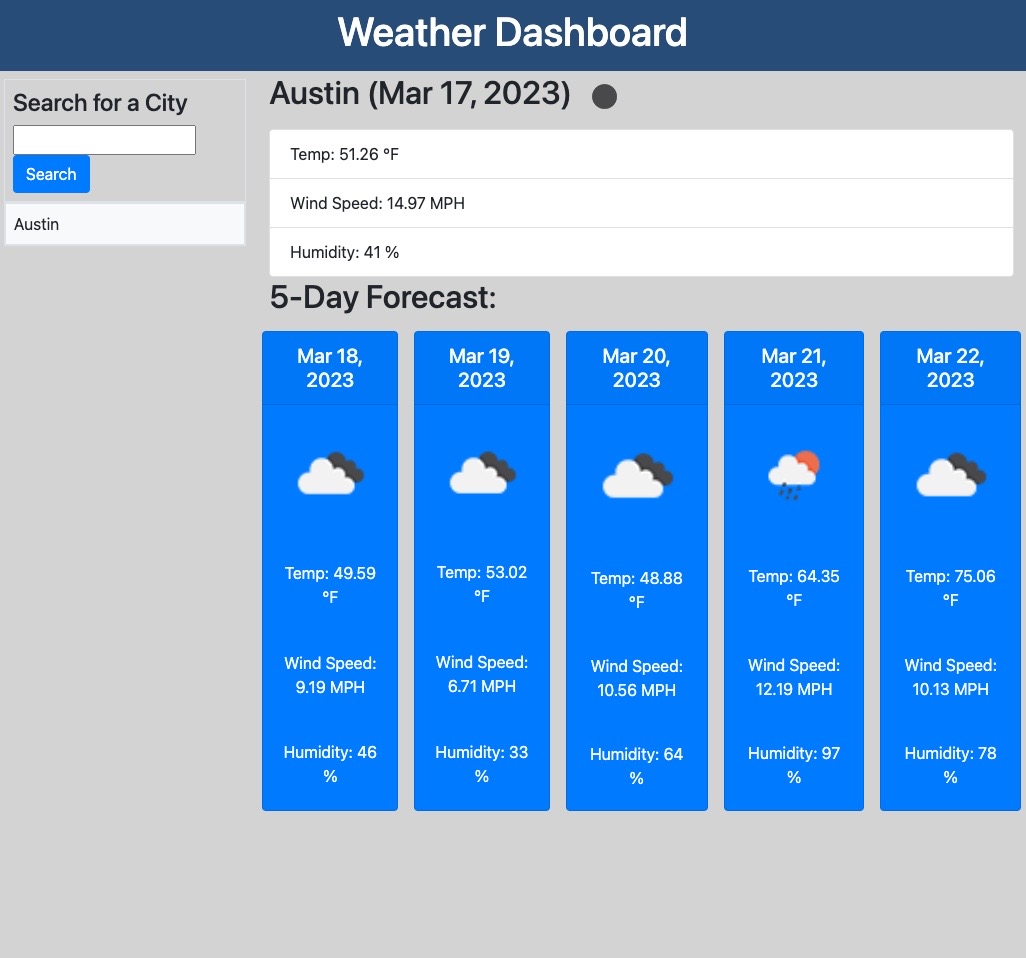 Weather Dashboard
Search for a City
Search
Austin
Austin (Mar 17, 2023)
Temp: 51.26 °F
Wind Speed: 14.97 MPH
Humidity: 41 %
5-Day Forecast:
Mar 18,
2023
Temp: 49.59
°F
Wind Speed:
9.19 MPH
Humidity: 46
%
Mar 19,
2023
Temp: 53.02
°F
Wind Speed:
6.71 MPH
Humidity: 33
%
Mar 20,
2023
Temp: 48.88
°F
Wind Speed:
10.56 MPH
Humidity: 64
%
Mar 21,
2023
Temp: 64.35
°F
Wind Speed:
12.19 MPH
Humidity: 97
%
Mar 22,
2023
Temp: 75.06
°F
Wind Speed:
10.13 MPH
Humidity: 78
%